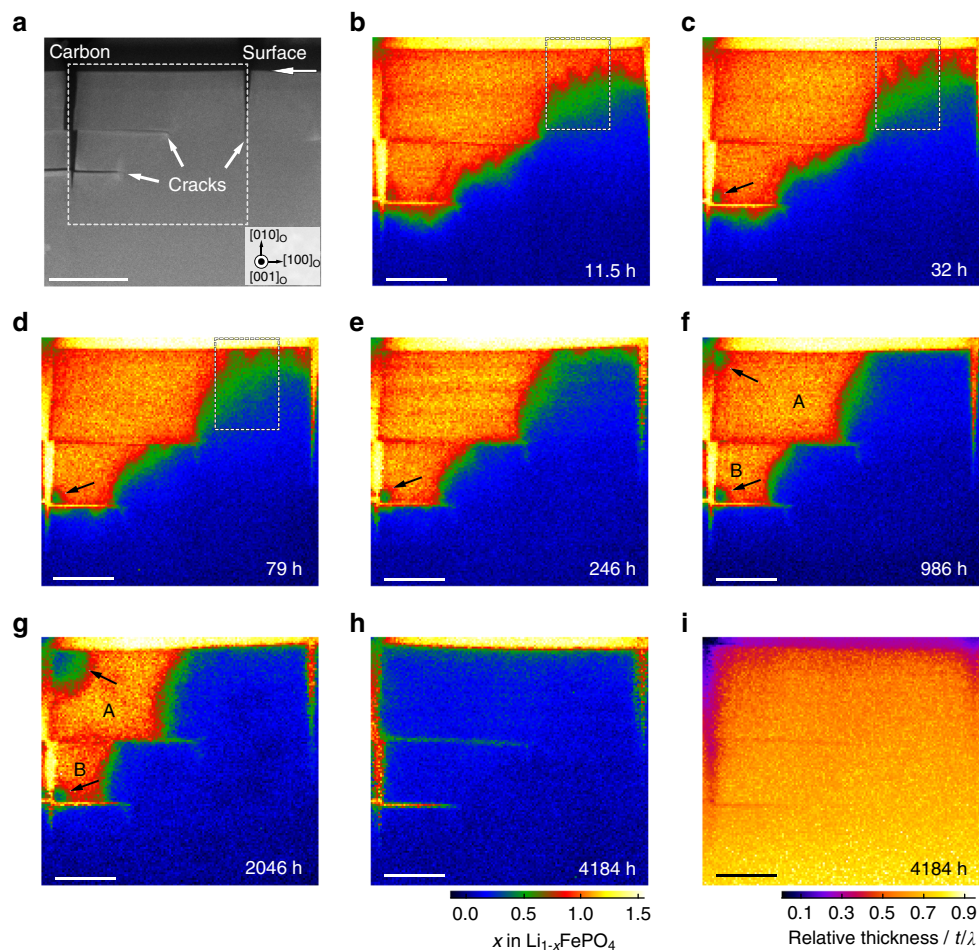 a
Carbon
Surface
Cracks
[010]O
[100]O
[001]O
b
11.5 h
c
32 h
d
79 h
e
246 h
f
A
B
986 h
g
A
B
2046 h
h
4184 h
i
4184 h
0.0 0.5 1.0 1.5
x in Li1-xFePO4
0.1 0.3 0.5 0.7 0.9
Relative thickness / t/λ